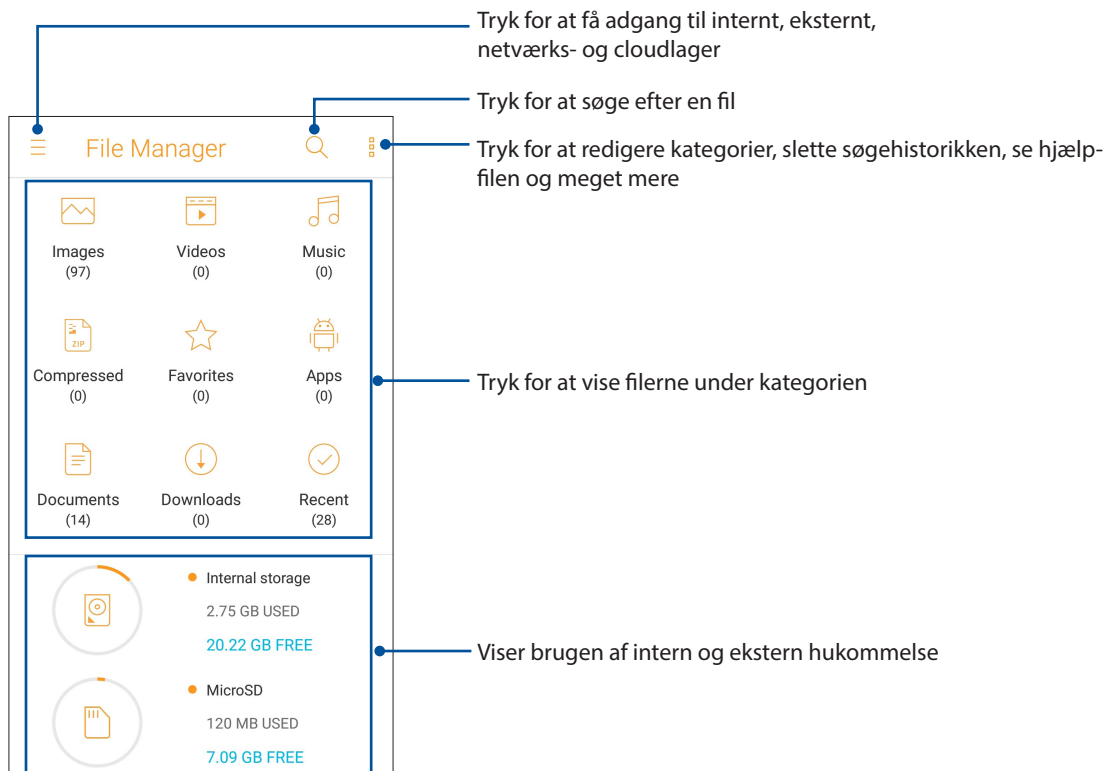 Tryk for at få adgang til internt, eksternt,
netværks- og cloudlager
Tryk for at søge efter en fil
File Manager
Tryk for at redigere kategorier, slette søgehistorikken, se hjælp-
filen og meget mere
Images
(97)
Videos
(0)
Music
(0)
ZIP
Compressed
(0)
Favorites
(0)
Apps
(0)
Tryk for at vise filerne under kategorien
Documents
(14)
Downloads
(0)
Recent
(28)
Internal storage
2.75 GB USED
20.22 GB FREE
Viser brugen af intern og ekstern hukommelse
MicroSD
120 MB USED
7.09 GB FREE